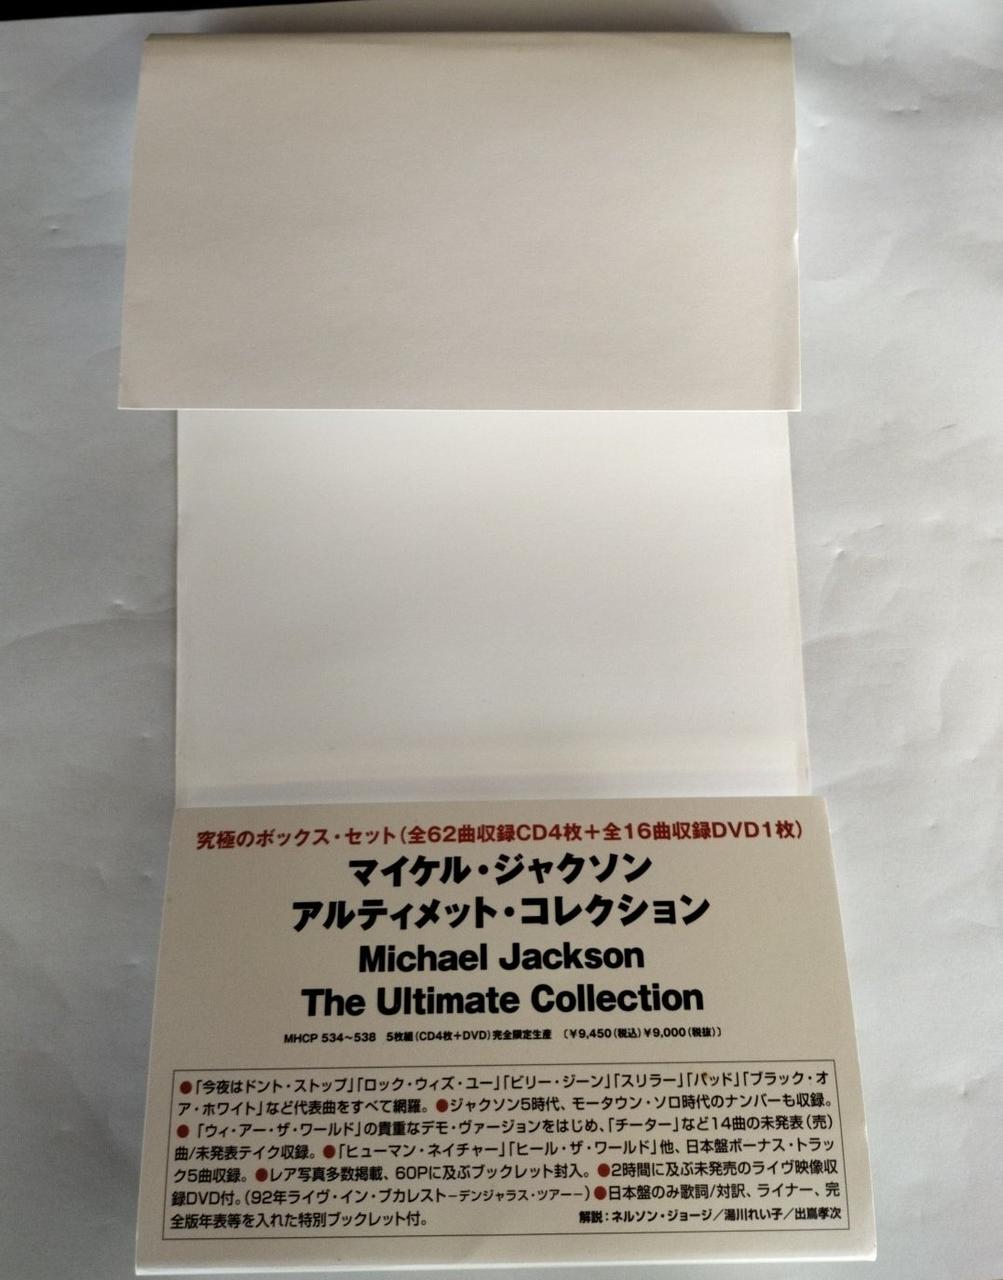 究極のボックス・セット(全62曲収録CD4枚+全16曲収録DVD1枚)
マイケル・ジャクソン
アルティメット・コレクション
Michael Jackson
The Ultimate Collection
MHCP 534~538 5枚組(CD4枚+DVD)完全限定生産 〔¥9,450(税込)¥9,000(税抜)〕
●「今夜はドント・ストップ」「ロック・ウィズ・ユー」「ビリー・ジーン」「スリラー」「バッド」「ブラック・オ
ア・ホワイト」など代表曲をすべて網羅。●ジャクソン5時代、モータウン・ソロ時代のナンバーも収録。
●「ウィ・アー・ザ・ワールド」の貴重なデモ・ヴァージョンをはじめ、「チーター」など14曲の未発表(売)
曲/未発表テイク収録。●「ヒューマン・ネイチャー」「ヒール・ザ・ワールド」他、日本盤ボーナス・トラッ
ク5曲収録。●レア写真多数掲載、60Pに及ぶブックレット封入。●2時間に及ぶ未発売のライヴ映像収
録DVD付。(92年ライヴ・イン・ブカレスト−デンジャラス・ツアー−)●日本盤のみ歌詞/対訳、ライナー、完
全版年表等を入れた特別ブックレット付。 解説:ネルソン・ジョージ/湯川れい子/出嶌孝次